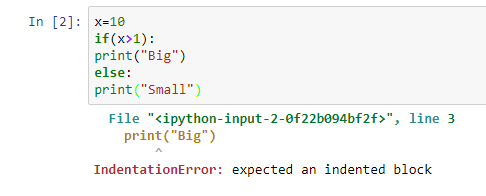 In [2]: x=10
if(x>1):
print("Big")
else:
print("Small")
File "<ipython-input-2-0f22b094bf2f>", line 3
print("Big")
^
IndentationError: expected an indented block